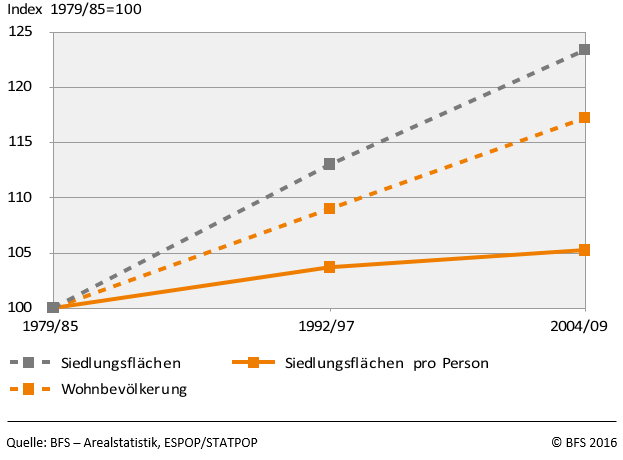 Index 1979/85=100
125
120
115
110
105
100
1979/85 1992/97 2004/09
Siedlungsflächen Siedlungsflächen pro Person
Wohnbevölkerung
Quelle: BFS – Arealstatistik, ESPOP/STATPOP © BFS 2016